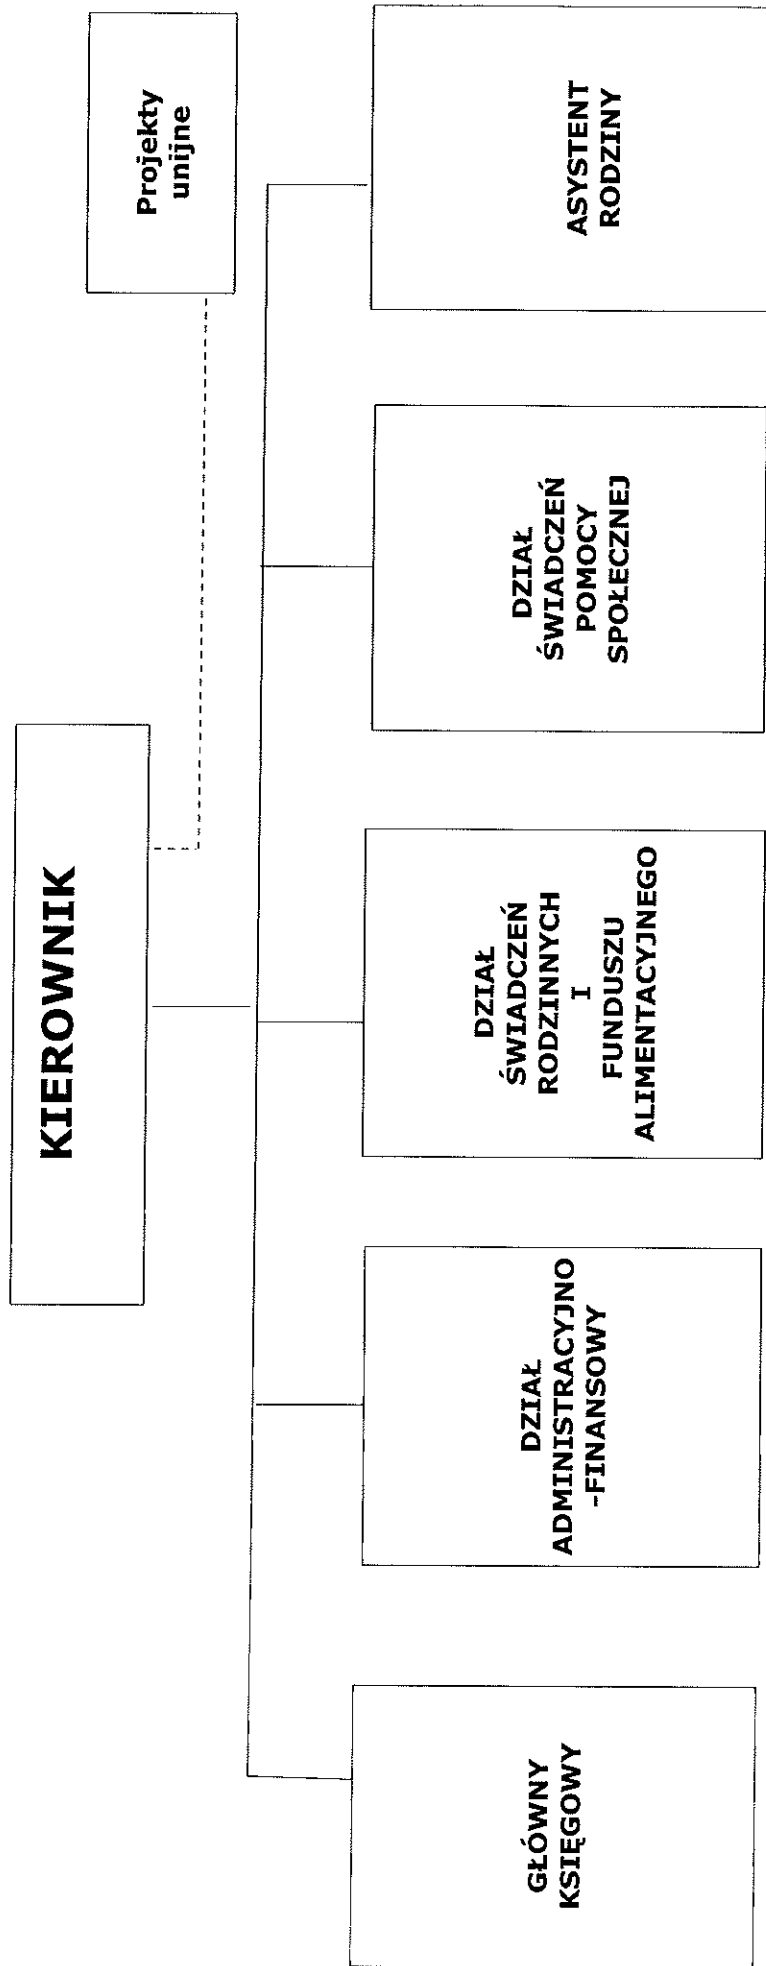 KIEROWNIK
Projekty
unijne
GŁÓWNY
KSIĘGOWY
DZIAŁ
ADMINISTRACYJNO
-FINANSOWY
DZIAŁ
ŚWIADCZEŃ
RODZINNYCH
I
FUNDUSZU
ALIMENTACYJNEGO
DZIAŁ
ŚWIADCZEŃ
POMOCY
SPOŁECZNEJ
ASYSTENT
RODZINY